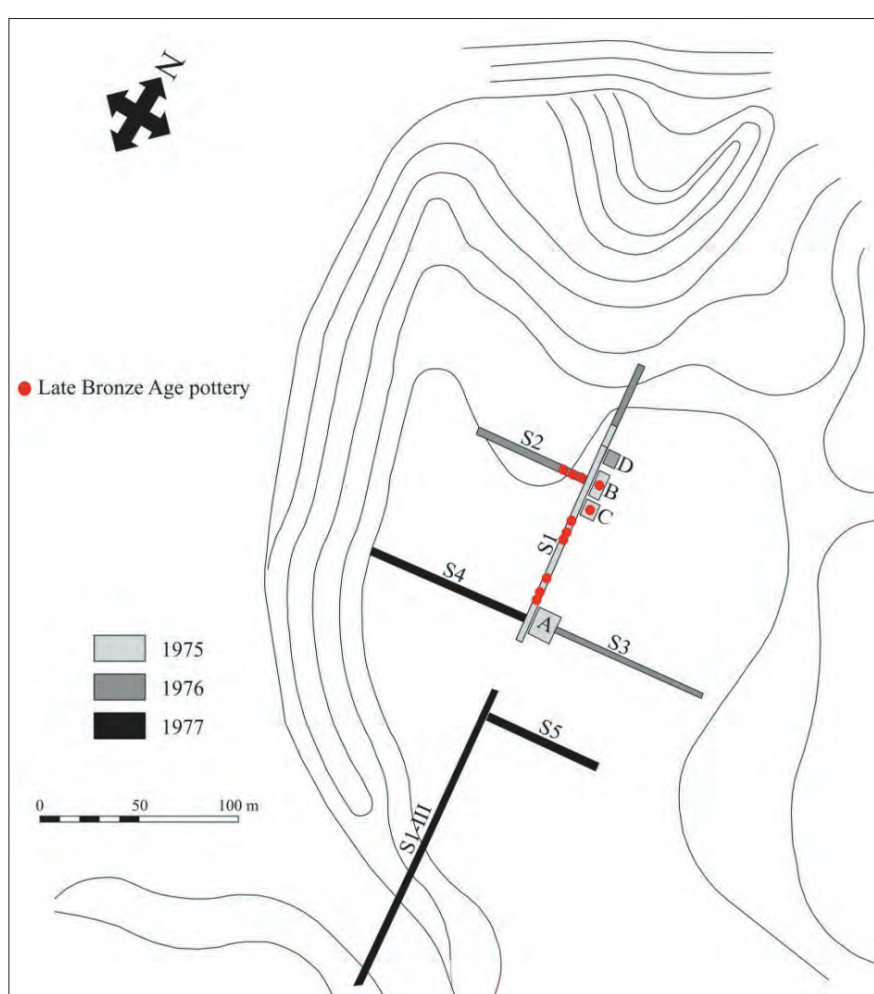 N
Late Bronze Age pottery
S2
D
B
C
S1
S4
A
S3
1975
1976
1977
S5
0 50 100 m
S1/III